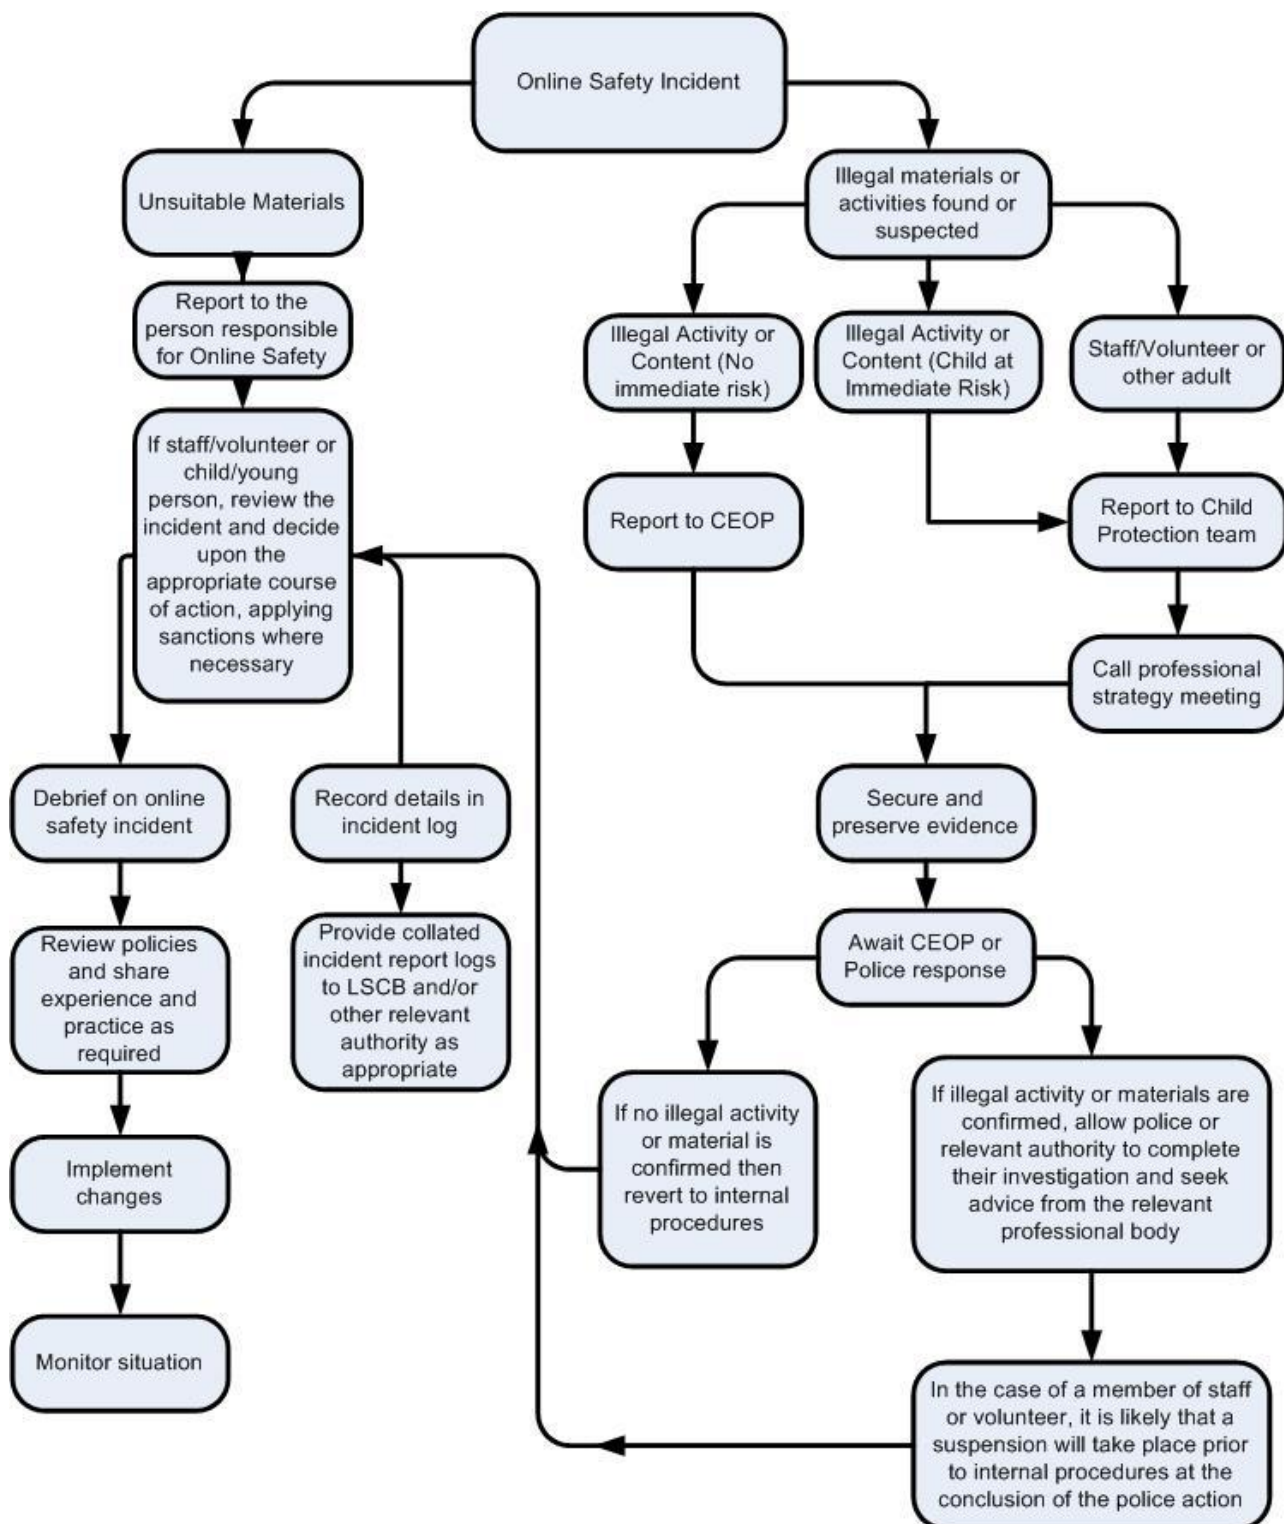 Online Safety Incident
Unsuitable Materials
Illegal materials or
activities found or
suspected
Report to the
person responsible
for Online Safety
Illegal Activity or
Content (No
immediate risk)
Illegal Activity or
Content (Child at
Immediate Risk)
Staff/Volunteer or
other adult
If staff/volunteer or
child/young
person, review the
incident and decide
upon the
appropriate course
of action, applying
sanctions where
necessary
Report to CEOP
Report to Child
Protection team
Call professional
strategy meeting
Debrief on online
safety incident
Record details in
incident log
Secure and
preserve evidence
Review policies
and share
experience and
practice as
required
Provide collated
incident report logs
to LSCB and/or
other relevant
authority as
appropriate
Await CEOP or
Police response
If no illegal activity
or material is
confirmed then
revert to internal
procedures
If illegal activity or materials are
confirmed, allow police or
relevant authority to complete
their investigation and seek
advice from the relevant
professional body
Implement
changes
Monitor situation
In the case of a member of staff
or volunteer, it is likely that a
suspension will take place prior
to internal procedures at the
conclusion of the police action